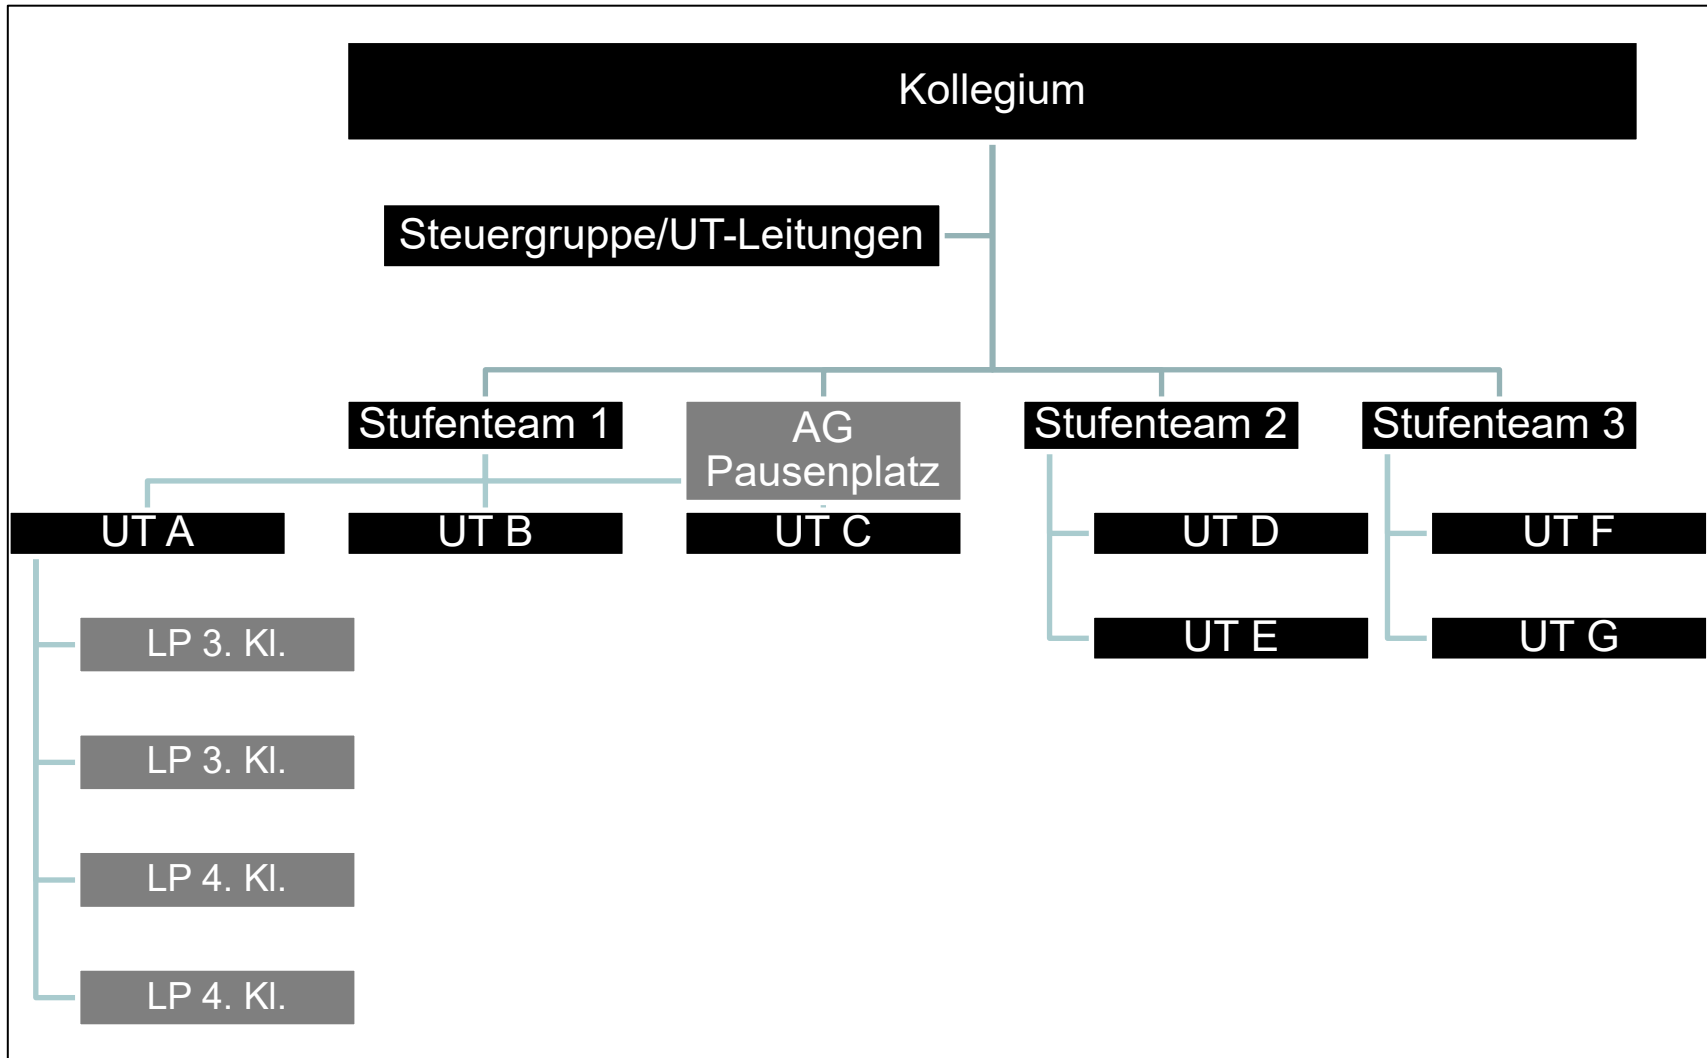 Kollegium
Steuergruppe/UT-Leitungen
Stufenteam 1
AG
Pausenplatz
Stufenteam 2
Stufenteam 3
UT A
UT B
UT C
UT D
UT F
UT E
UT G
LP 3. Kl.
LP 3. Kl.
LP 4. Kl.
LP 4. Kl.